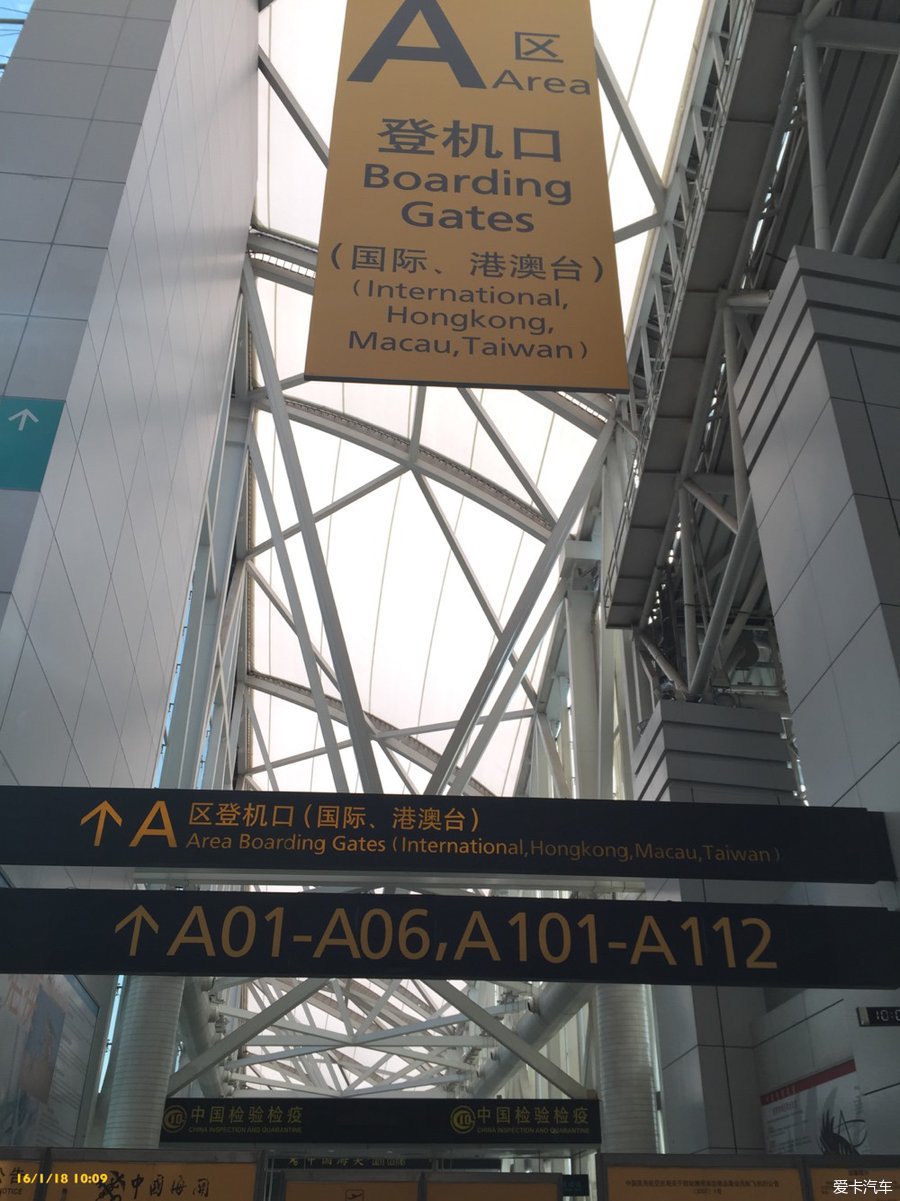 A 区
Area
登机口
Boarding
Gates
(国际、港澳台)
(International,
Hongkong,
Macau,Taiwan)
A 区登机口(国际、港澳台)
Area Boarding Gates(International,Hongkong,Macau,Taiwan)
A01-A06,A101-A112
10:0
中国检验检疫 中国检验检疫
CHINA INSPECTION AND QUARANTINE CHINA INSPECTION AND QUARANTINE
中国海关
16/1/18 10:09
爱卡汽车